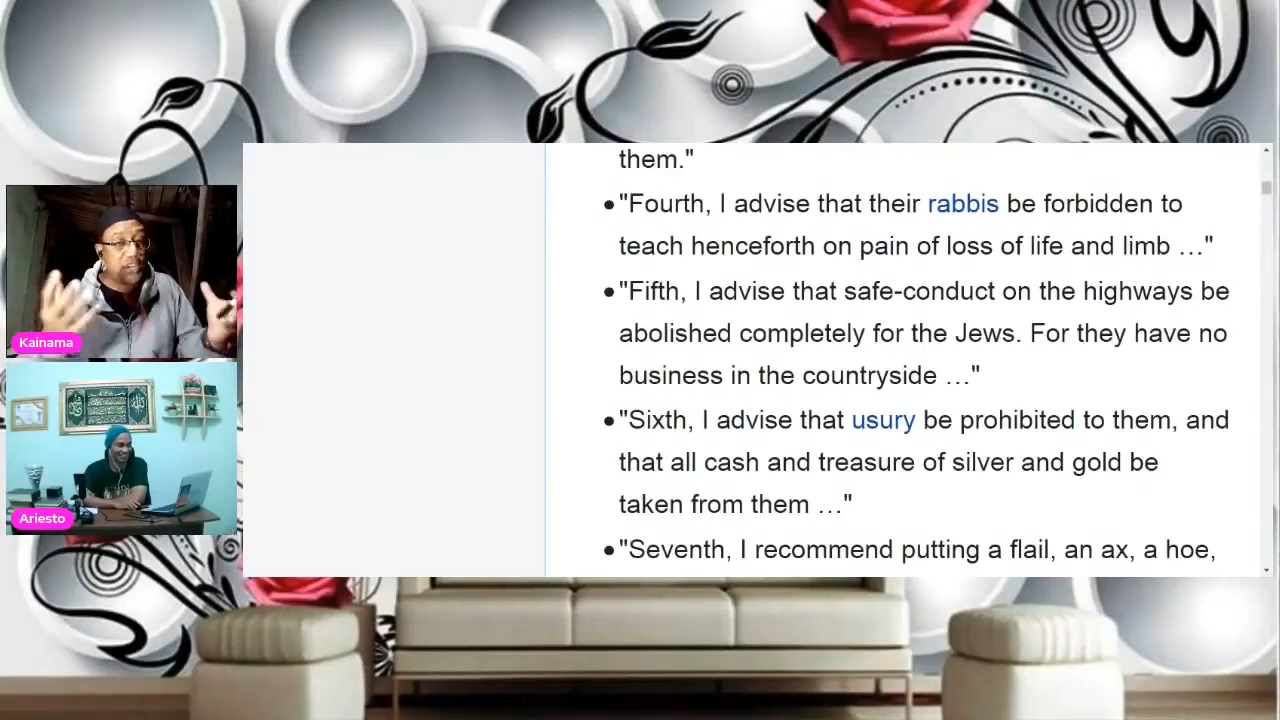 them."
"Fourth, I advise that their rabbis be forbidden to
teach henceforth on pain of loss of life and limb …"
"Fifth, I advise that safe-conduct on the highways be
abolished completely for the Jews. For they have no
business in the countryside …"
"Sixth, I advise that usury be prohibited to them, and
that all cash and treasure of silver and gold be
taken from them …"
"Seventh, I recommend putting a flail, an ax, a hoe,
Kainama
Ariesto